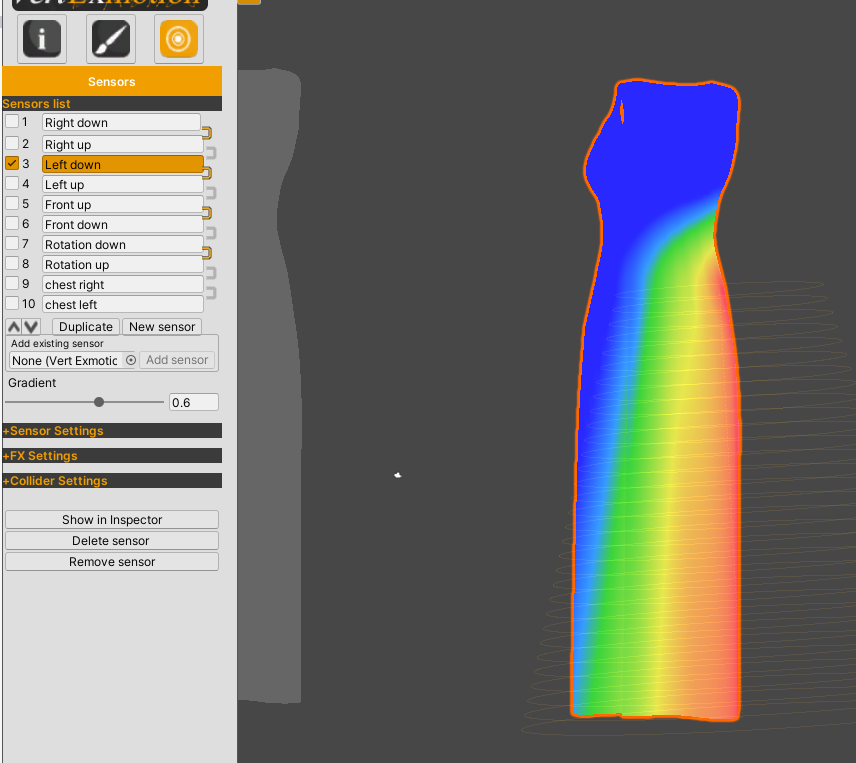 VertExmotion
i
Sensors
Sensors list
1 Right down
2 Right up
3 Left down
4 Left up
5 Front up
6 Front down
7 Rotation down
8 Rotation up
9 chest right
10 chest left
Duplicate New sensor
Add existing sensor
None (Vert Exmotic Add sensor
Gradient
0.6
+Sensor Settings
+FX Settings
+Collider Settings
Show in Inspector
Delete sensor
Remove sensor